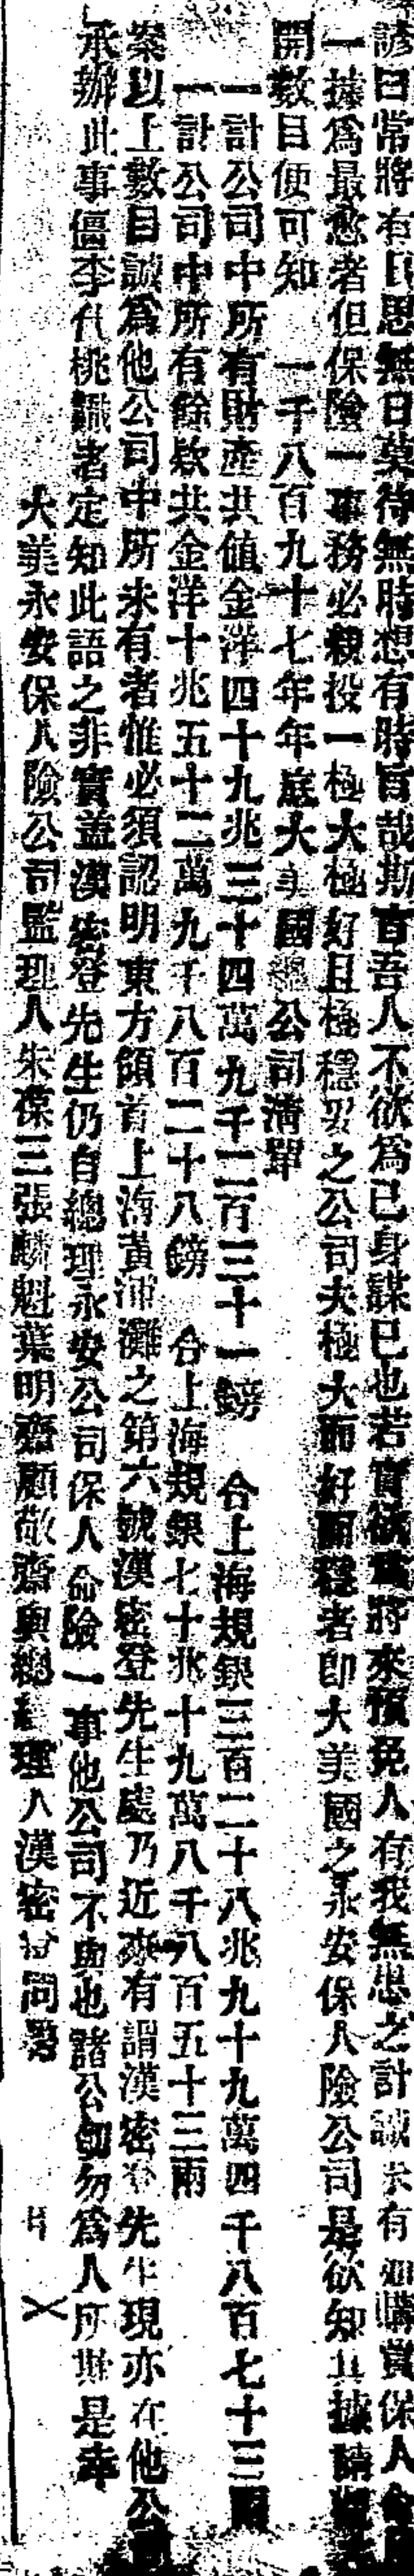 諺曰常將有日思無日莫待無時想有時旨哉斯言吾人不欲爲己身謀已也若實欲爲將來預免人有我無患之計誠未有如購買保人命
一據爲最愈者但保險一事務必親投一極大極好且極穩妥之公司夫極大而好而穩者即大美國之永安保人險公司是欲知其據請
開數目便可知　一千八百九十七年年底大美國總公司淸單
一計公司中所有財產共値金洋四十九兆三十四萬九千二百三十一鎊　合上海規銀三百二十八兆九十九萬四千八百七十三兩
一計公司中所有餘欵共金洋十兆五十二萬九千八百二十八鎊　合上海規銀七十兆十九萬八千八百五十三兩
案以上數目誠爲他公司中所未有者惟必須認明東方領首上海黃浦灘之第六號漢密登先生處乃近來有謂漢密登先生現亦在他公司
承辦此事僵李代桃識者定知此語之非實蓋漢密登先生仍自總理永安公司保人命險一事他公司不與也諸公切勿爲人所欺是幸
大美永安保人險公司監理人朱葆三張麟魁葉明齋顧敬齋與總經理人漢密登同啓